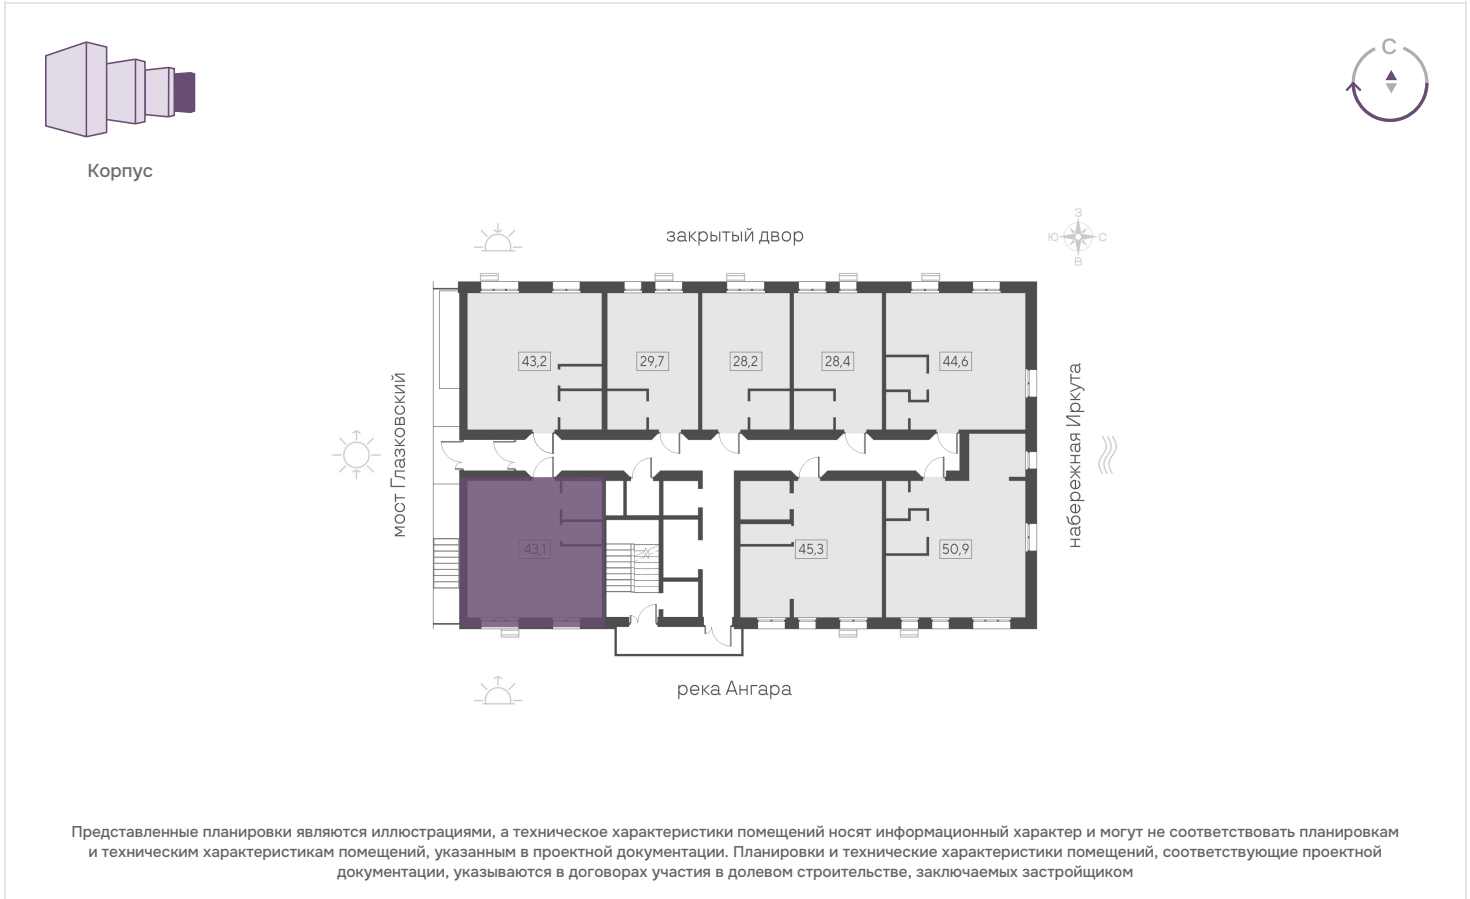 С
Корпус
закрытый двор
З
Ю
С
В
43,2
29,7
28,2
28,4
44,6
мост Глазковский
набережная Иркута
43,1
45,3
50,9
река Ангара
Представленные планировки являются иллюстрациями, а техническое характеристики помещений носят информационный характер и могут не соответствовать планировкам
и техническим характеристикам помещений, указанным в проектной документации. Планировки и технические характеристики помещений, соответствующие проектной
документации, указываются в договорах участия в долевом строительстве, заключаемых застройщиком